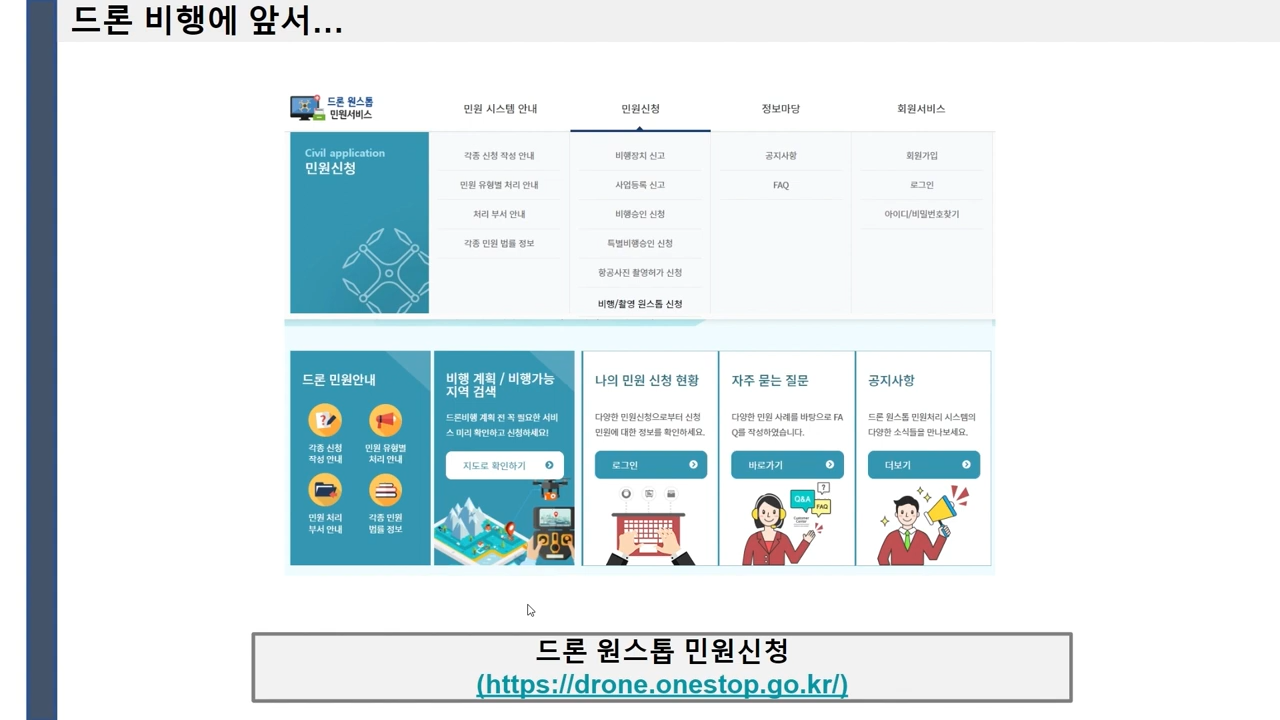 드론 비행에 앞서...
드론 원스톱
민원서비스
민원 시스템 안내
민원신청
정보마당
회원서비스
Civil application
민원신청
각종 신청 작성 안내
민원 유형별 처리 안내
처리 부서 안내
각종 민원 법률 정보
비행장치 신고
사업등록 신고
비행승인 신청
특별비행승인 신청
항공사진 촬영허가 신청
비행/촬영 원스톱 신청
공지사항
FAQ
회원가입
로그인
아이디/비밀번호찾기
드론 민원안내
각종 신청
작성 안내
민원 유형별
처리 안내
민원 처리
부서 안내
각종 민원
법률 정보
비행 계획 / 비행가능
지역 검색
드론비행 계획 전 꼭 필요한 서비
스 미리 확인하고 신청하세요!
지도로 확인하기
나의 민원 신청 현황
다양한 민원신청으로부터 신청
민원에 대한 정보를 확인하세요.
로그인
자주 묻는 질문
다양한 민원 사례를 바탕으로 FA
Q를 작성하였습니다.
바로가기
?
Q&A
FAQ
Customer
Center
공지사항
드론 원스톱 민원처리 시스템의
다양한 소식들을 만나보세요.
더보기
드론 원스톱 민원신청
(https://drone.onestop.go.kr/)